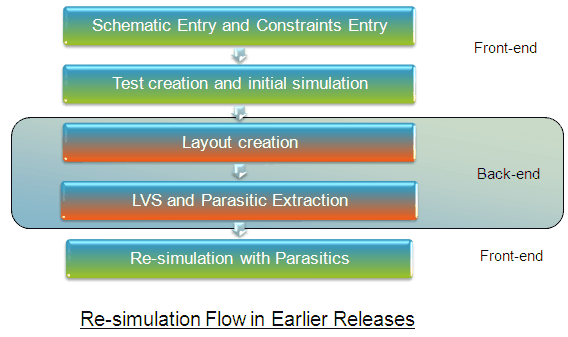 Schematic Entry and Constraints Entry
Front-end
Test creation and initial simulation
Layout creation
Back-end
LVS and Parasitic Extraction
Re-simulation with Parasitics
Front-end
Re-simulation Flow in Earlier Releases